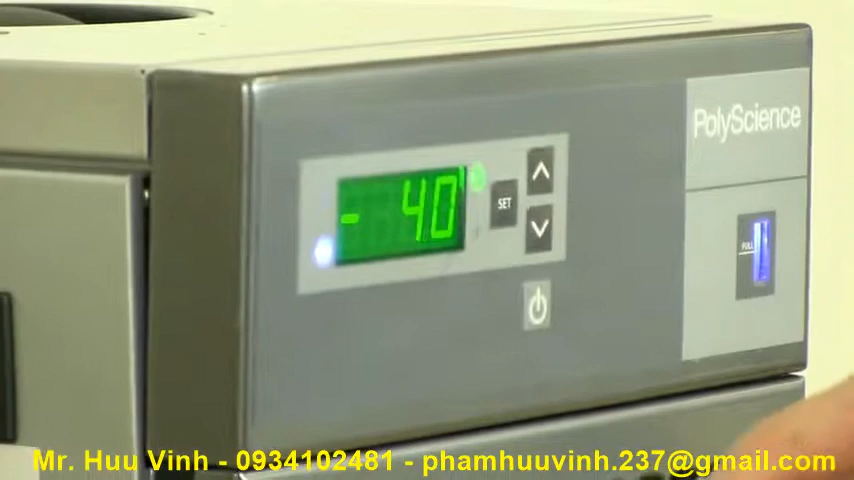 PolyScience
- 40
SET
FULL
Mr. Huu Vinh - 0934102481 - phamhuuvinh.237@gmail.com